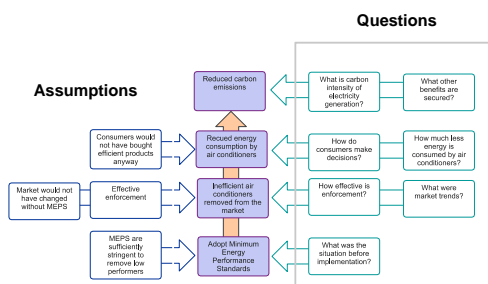 Questions
Assumptions
Reduced carbon
emissions
What is carbon
intensity of
electricity
generation?
What other
benefits are
secured?
Consumers would
not have bought
efficient products
anyway
Recued energy
consumption by
air conditioners
How do
consumers make
decisions?
How much less
energy is
consumed by air
conditioners?
Market would not
have changed
without MEPS
Effective
enforcement
Inefficient air
conditioners
removed from the
market
How effective is
enforcement?
What were
market trends?
MEPS are
sufficiently
stringent to
remove low
performers
Adopt Minimum
Energy
Performance
Standards
What was the
situation before
implementation?